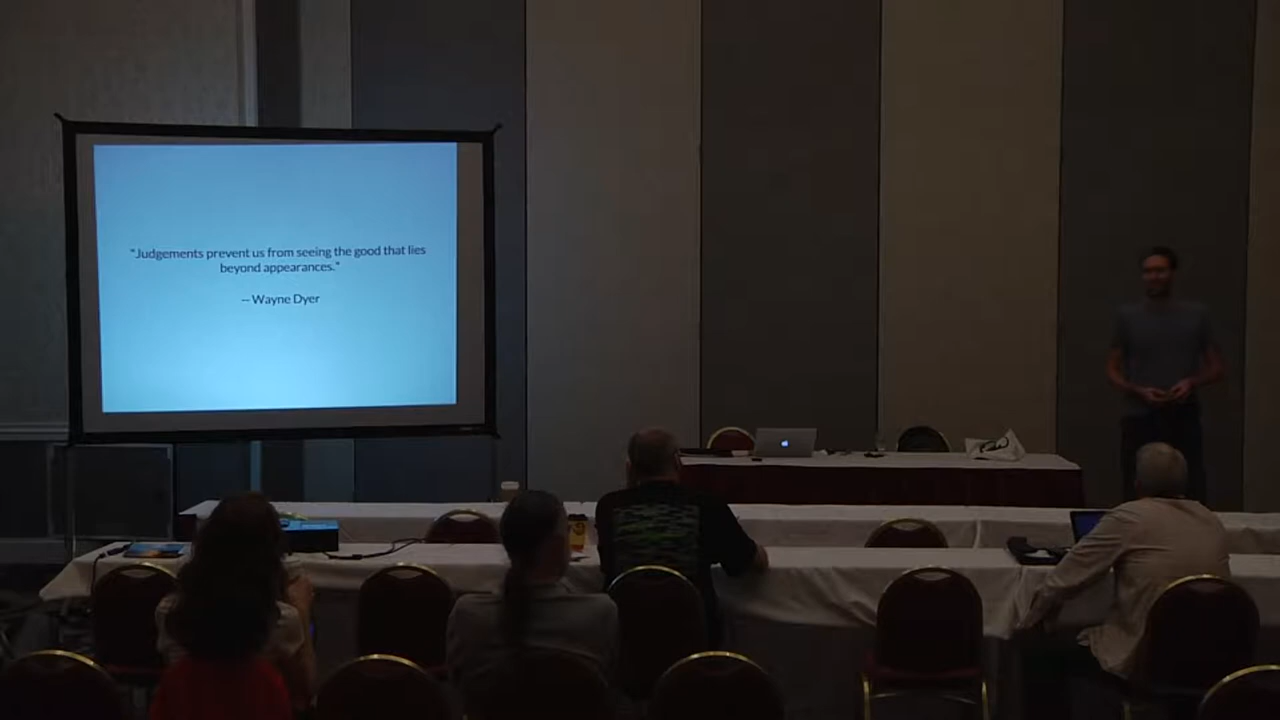 "Judgements prevent us from seeing the good that lies
beyond appearances."
-- Wayne Dyer